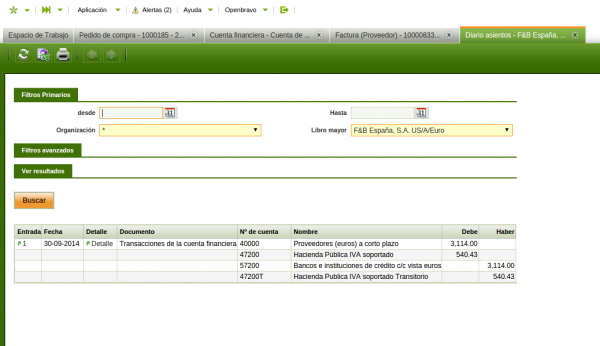 Aplicación Alertas (2) Ayuda Openbravo
Espacio de Trabajo Pedido de compra - 1000185 - 2... Cuenta financiera - Cuenta de ... Factura (Proveedor) - 10000833... Diario asientos - F&B España, ...
Filtros Primarios
desde 31 Hasta 31
Organización * Libro mayor F&B España, S.A. US/A/Euro
Filtros avanzados
Ver resultados
Buscar
Entrada Fecha Detalle Documento Nº de cuenta Nombre Debe Haber
1 30-09-2014 Detalle Transacciones de la cuenta financiera 40000 Proveedores (euros) a corto plazo 3,114.00
47200 Hacienda Pública IVA soportado 540.43
57200 Bancos e instituciones de crédito c/c vista euros 3,114.00
47200T Hacienda Publica IVA soportado Transitorio 540.43